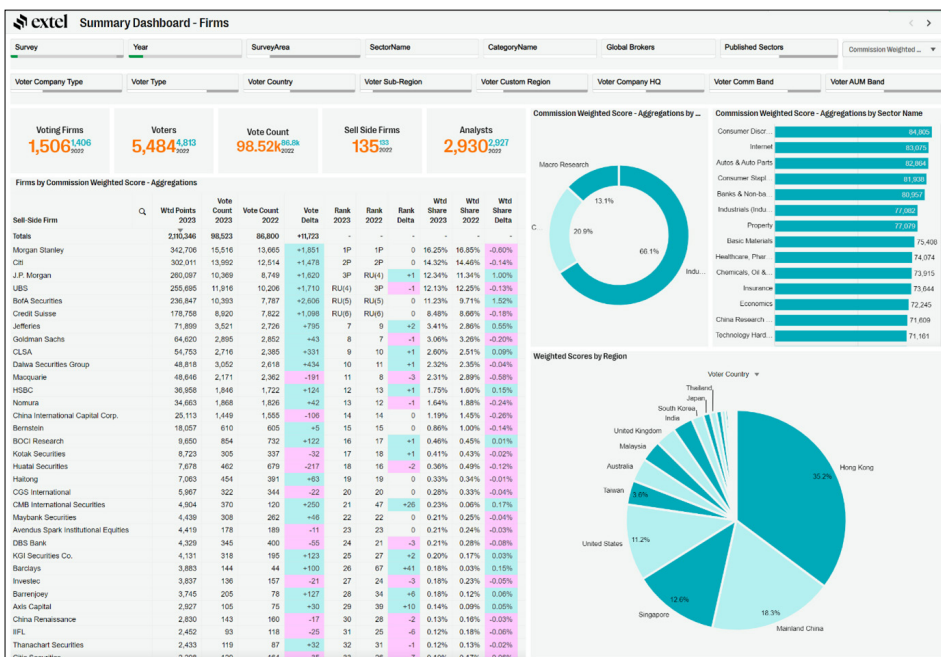 extel Summary Dashboard - Firms
Survey Year SurveyArea SectorName CategoryName Global Brokers Published Sectors Commission Weighted ...
Voter Company Type Voter Type Voter Country Voter Sub-Region Voter Custom Region Voter Company HQ Voter Comm Band Voter AUM Band
Voting Firms
1,506 1,406 2022
Voters
5,484 4,813 2022
Vote Count
98.52k 86.8k 2022
Sell Side Firms
135 133 2022
Analysts
2,930 2,927 2022
Firms by Commission Weighted Score - Aggregations
Sell-Side Firm Wtd Points 2023 Vote Count 2023 Vote Count 2022 Vote Delta Rank 2023 Rank 2022 Rank Delta Wtd Share 2023 Wtd Share 2022 Wtd Share Delta
Totals 2,110,346 98,523 86,800 +11,723 - - - - - -
Morgan Stanley 342,706 15,516 13,665 +1,851 1P 1P 0 16.25% 16.85% -0.60%
Citi 302,011 13,992 12,514 +1,478 2P 2P 0 14.32% 14.46% -0.14%
J.P. Morgan 260,097 10,369 8,749 +1,620 3P RU(4) +1 12.34% 11.34% 1.00%
UBS 255,695 11,916 10,206 +1,710 RU(4) 3P -1 12.13% 12.25% -0.13%
BofA Securities 236,847 10,393 7,787 +2,606 RU(5) RU(5) 0 11.23% 9.71% 1.52%
Credit Suisse 178,758 8,920 7,822 +1,098 RU(6) RU(6) 0 8.48% 8.66% -0.18%
Jefferies 71,899 3,521 2,726 +795 7 9 +2 3.41% 2.86% 0.55%
Goldman Sachs 64,620 2,895 2,852 +43 8 7 -1 3.06% 3.26% -0.20%
CLSA 54,753 2,716 2,385 +331 9 10 +1 2.60% 2.51% 0.09%
Daiwa Securities Group 48,818 3,052 2,618 +434 10 11 +1 2.32% 2.35% -0.04%
Macquarie 48,646 2,171 2,362 -191 11 8 -3 2.31% 2.89% -0.58%
HSBC 36,958 1,846 1,722 +124 12 13 +1 1.75% 1.60% 0.15%
Nomura 34,663 1,868 1,826 +42 13 12 -1 1.64% 1.88% -0.24%
China International Capital Corp. 25,113 1,449 1,555 -106 14 14 0 1.19% 1.45% -0.26%
Bernstein 18,057 610 605 +5 15 15 0 0.86% 1.00% -0.14%
BOCI Research 9,650 854 732 +122 16 17 +1 0.46% 0.45% 0.01%
Kotak Securities 8,723 305 337 -32 17 18 +1 0.41% 0.43% -0.02%
Huatai Securities 7,678 462 679 -217 18 16 -2 0.36% 0.49% -0.12%
Haitong 7,063 454 391 +63 19 19 0 0.33% 0.34% -0.01%
CGS International 5,967 322 344 -22 20 20 0 0.28% 0.33% -0.04%
CMB International Securities 4,904 370 120 +250 21 47 +26 0.23% 0.06% 0.17%
Maybank Securities 4,439 308 262 +46 22 22 0 0.21% 0.25% -0.04%
Avendus Spark Institutional Equities 4,419 178 189 -11 23 23 0 0.21% 0.24% -0.03%
DBS Bank 4,329 345 400 -55 24 21 -3 0.21% 0.28% -0.08%
KGI Securities Co. 4,131 318 195 +123 25 27 +2 0.20% 0.17% 0.03%
Barclays 3,883 144 44 +100 26 67 +41 0.18% 0.03% 0.15%
Investec 3,837 136 157 -21 27 24 -3 0.18% 0.23% -0.05%
Barrenjoey 3,745 205 78 +127 28 34 +6 0.18% 0.12% 0.06%
Axis Capital 2,927 105 75 +30 29 39 +10 0.14% 0.09% 0.05%
China Renaissance 2,830 143 160 -17 30 28 -2 0.13% 0.16% -0.03%
IIFL 2,452 93 118 -25 31 25 -6 0.12% 0.18% -0.06%
Thanachart Securities 2,433 119 87 +32 32 31 -1 0.12% 0.13% -0.02%
Commission Weighted Score - Aggregations by ...
Macro Research
13.1%
C...
20.9%
66.1%
Indu...
Commission Weighted Score - Aggregations by Sector Name
Consumer Discr... 84,805
Internet 83,075
Autos & Auto Parts 82,864
Consumer Stapl... 81,938
Banks & Non-ba... 80,957
Industrials (Indu... 77,082
Property 77,079
Basic Materials 75,408
Healthcare, Phar... 74,074
Chemicals, Oil &... 73,915
Insurance 73,644
Economics 72,245
China Research ... 71,609
Technology Hard... 71,161
Weighted Scores by Region
Voter Country
Thailand
Japan
South Korea
India
United Kingdom
Malaysia
Australia
Taiwan 3.6%
United States 11.2%
Singapore 12.6%
Mainland China 18.3%
Hong Kong 35.2%